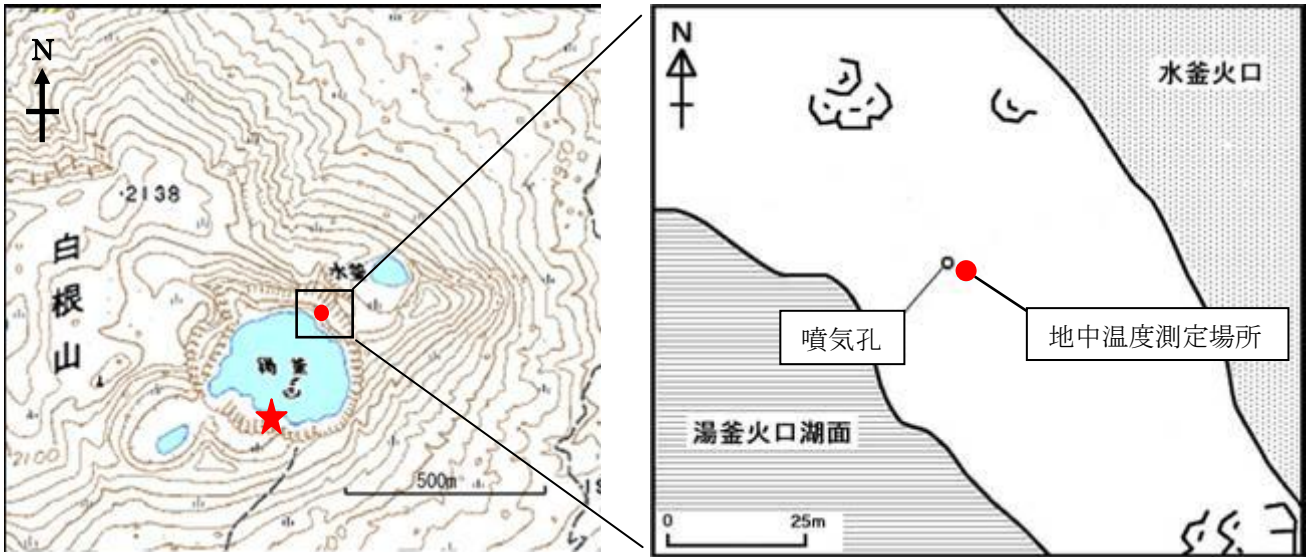 N
・2138
白根山
水釜
湯釜
2100
500m
N
水釜火口
噴気孔
地中温度測定場所
湯釜火口湖面
0 25m